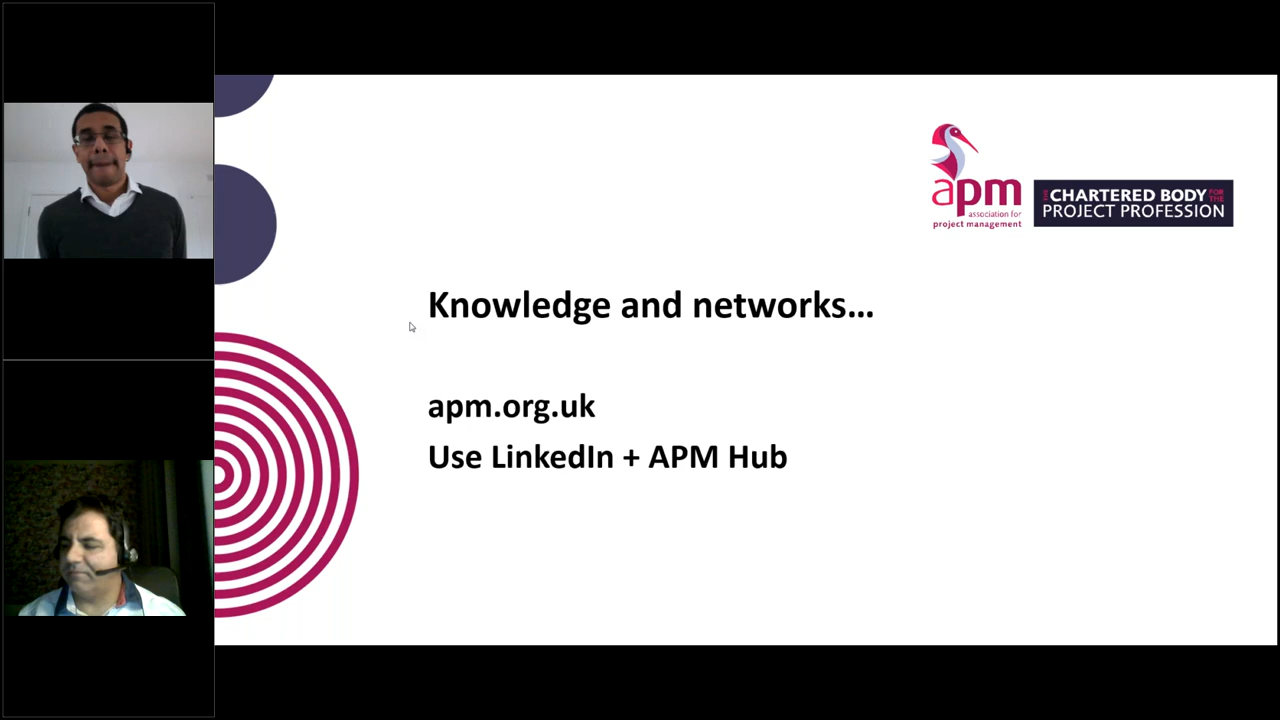 apm
association for
project management
THE CHARTERED BODY FOR THE
PROJECT PROFESSION
Knowledge and networks...
apm.org.uk
Use LinkedIn + APM Hub